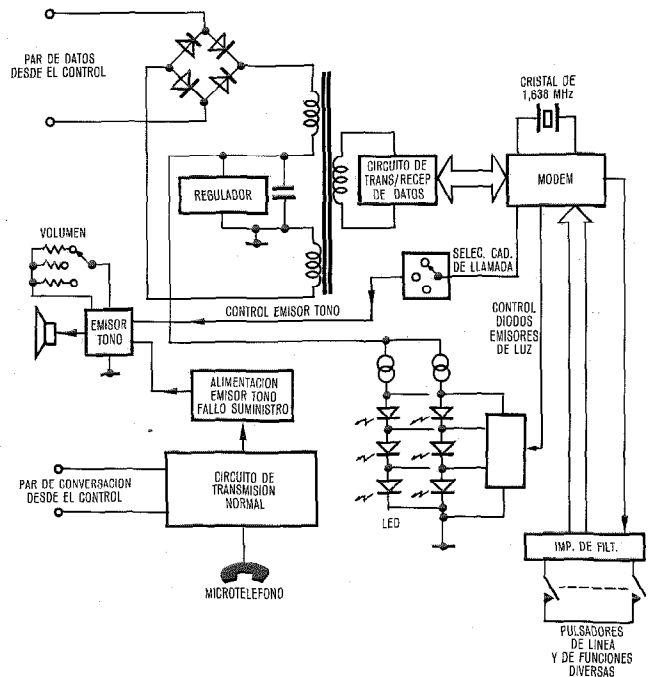 PAR DE DATOS
DESDE EL CONTROL
CRISTAL DE
1,638 MHz
CIRCUITO DE
TRANS/RECEP
DE DATOS
MODEM
REGULADOR
VOLUMEN
SELEC. CAD.
DE LLAMADA
CONTROL EMISOR TONO
EMISOR
TONO
CONTROL
DIODOS
EMISORES
DE LUZ
ALIMENTACION
EMISOR TONO
FALLO SUMINISTRO
PAR DE CONVERSACION
DESDE EL CONTROL
CIRCUITO DE
TRANSMISION
NORMAL
LED
IMP. DE FILT.
MICROTELEFONO
PULSADORES
DE LINEA
Y DE FUNCIONES
DIVERSAS